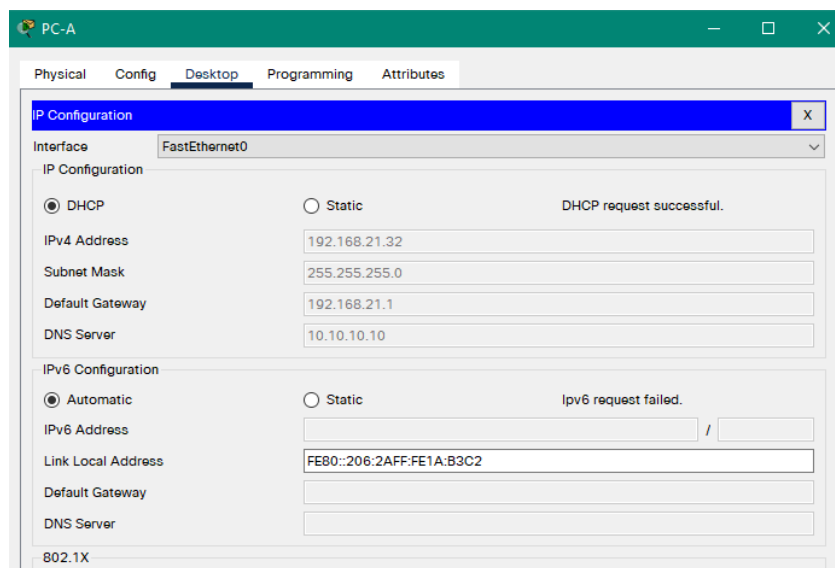 PC-A
Physical Config Desktop Programming Attributes
IP Configuration X
Interface FastEthernet0
IP Configuration
DHCP Static DHCP request successful.
IPv4 Address 192.168.21.32
Subnet Mask 255.255.255.0
Default Gateway 192.168.21.1
DNS Server 10.10.10.10
IPv6 Configuration
Automatic Static Ipv6 request failed.
IPv6 Address /
Link Local Address FE80::206:2AFF:FE1A:B3C2
Default Gateway
DNS Server
802.1X